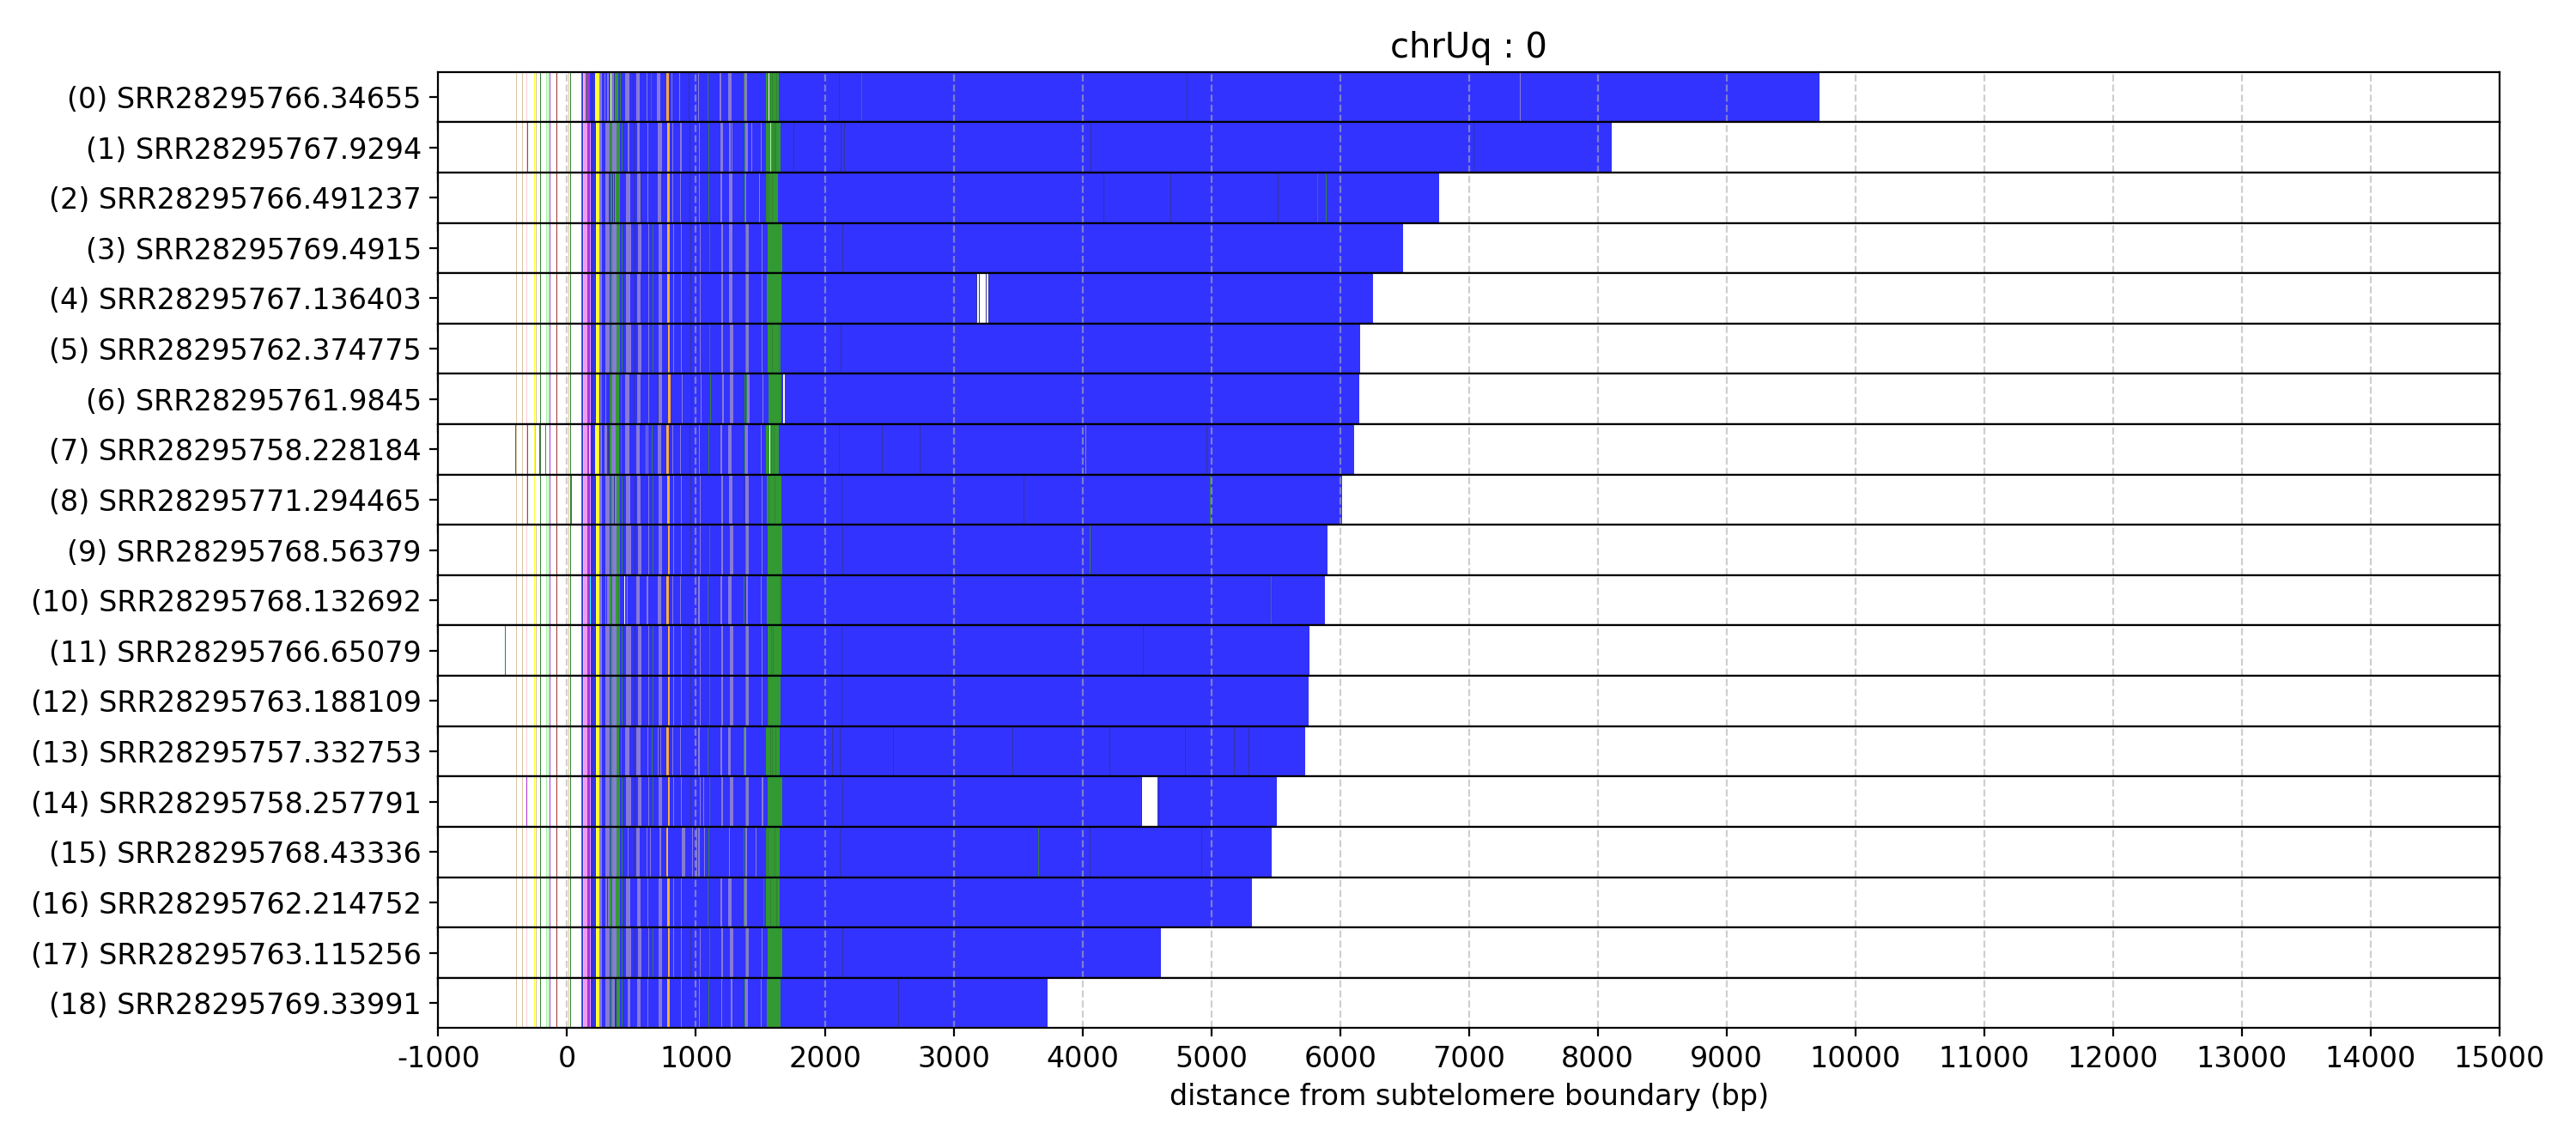 chrUq : 0
(0) SRR28295766.34655
(1) SRR28295767.9294
(2) SRR28295766.491237
(3) SRR28295769.4915
(4) SRR28295767.136403
(5) SRR28295762.374775
(6) SRR28295761.9845
(7) SRR28295758.228184
(8) SRR28295771.294465
(9) SRR28295768.56379
(10) SRR28295768.132692
(11) SRR28295766.65079
(12) SRR28295763.188109
(13) SRR28295757.332753
(14) SRR28295758.257791
(15) SRR28295768.43336
(16) SRR28295762.214752
(17) SRR28295763.115256
(18) SRR28295769.33991
-1000 0 1000 2000 3000 4000 5000 6000 7000 8000 9000 10000 11000 12000 13000 14000 15000
distance from subtelomere boundary (bp)